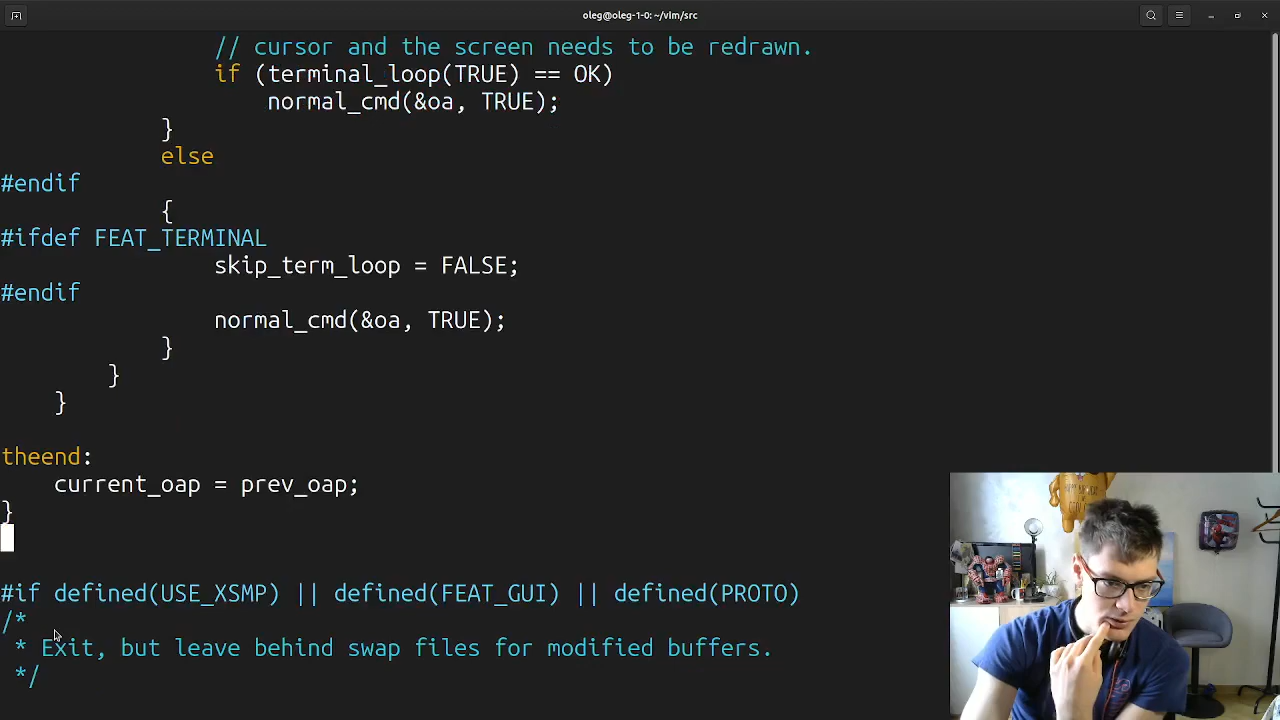 oleg@oleg-1-0: ~/vim/src
// cursor and the screen needs to be redrawn.
if (terminal_loop(TRUE) == OK)
normal_cmd(&oa, TRUE);
}
else
#endif
{
#ifdef FEAT_TERMINAL
skip_term_loop = FALSE;
#endif
normal_cmd(&oa, TRUE);
}
}
}
theend:
current_oap = prev_oap;
}
#if defined(USE_XSMP) || defined(FEAT_GUI) || defined(PROTO)
/*
* Exit, but leave behind swap files for modified buffers.
*/